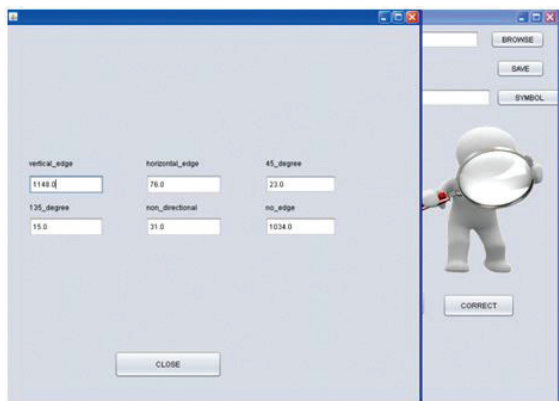 BROWSE
SAVE
SYMBOL
vertical_edge horizontal_edge 45_degree
1148.0 76.0 23.0
135_degree non_directional no_edge
15.0 31.0 1034.0
CORRECT
CLOSE